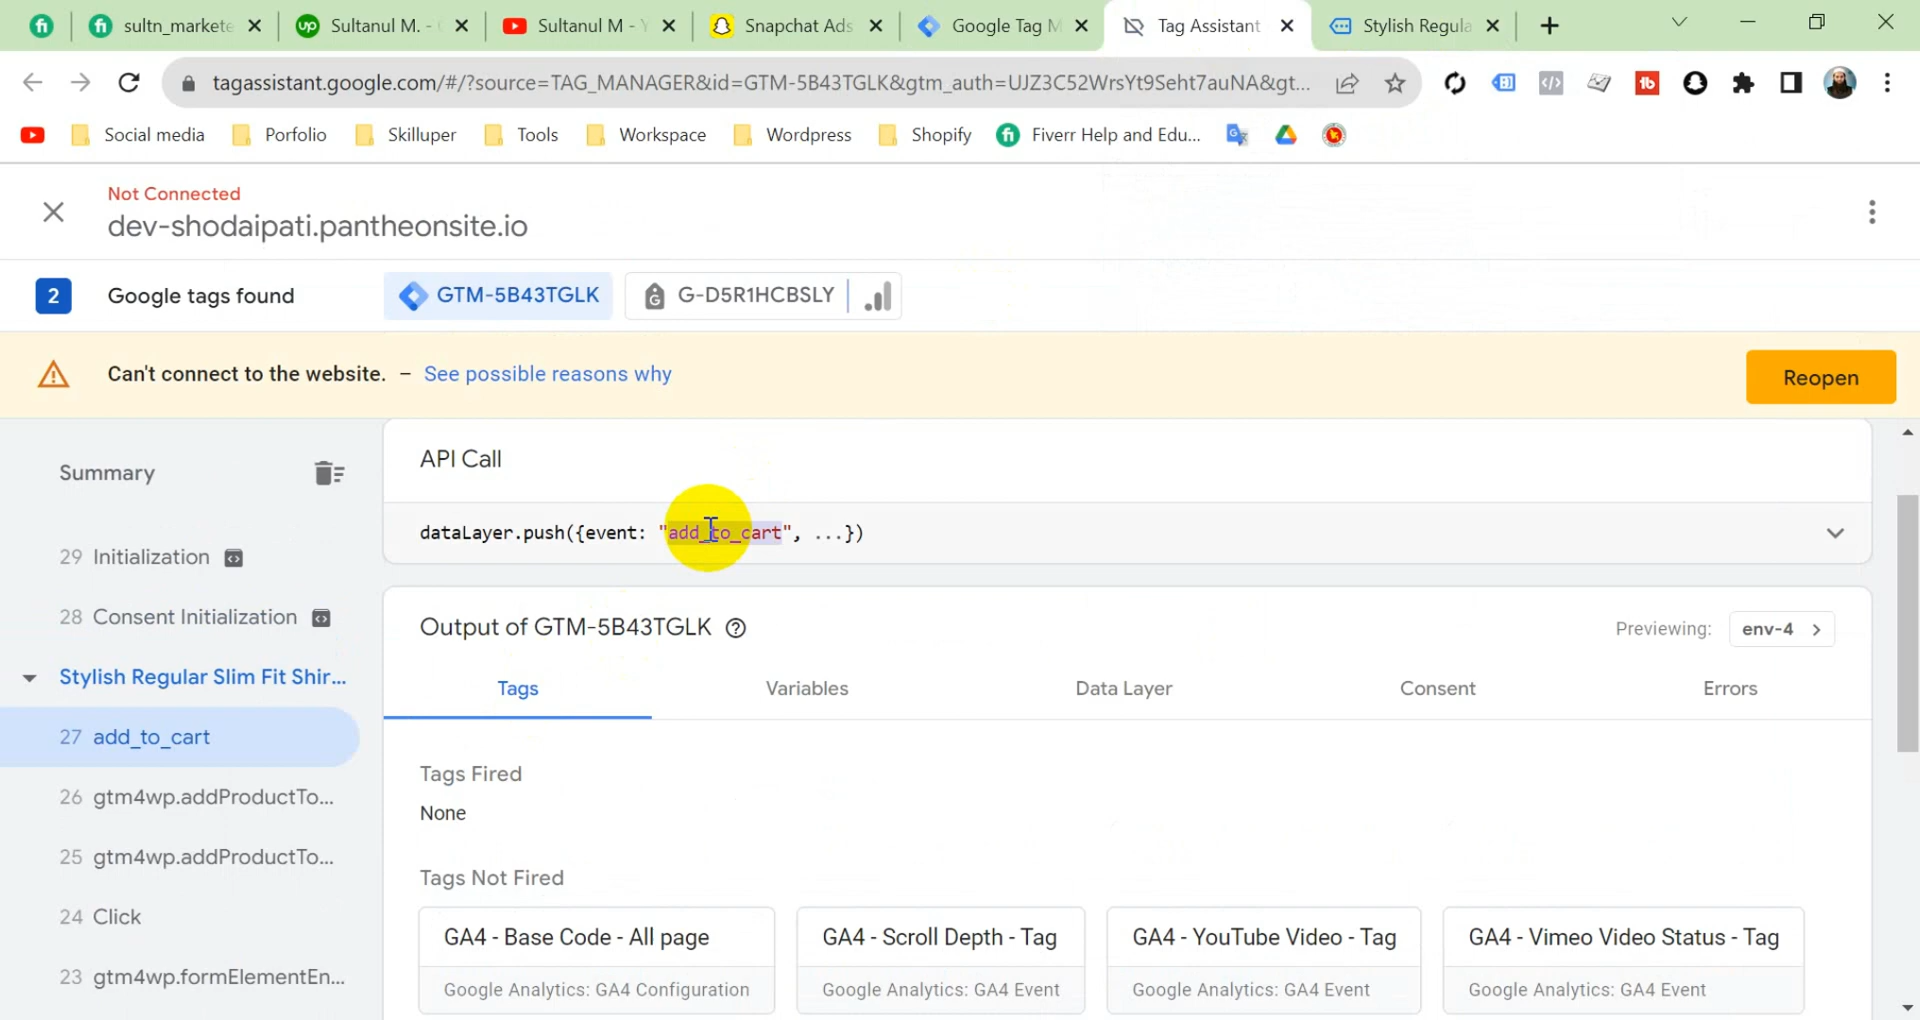 sultn_markete
Sultanul M. -
Sultanul M - Y
Snapchat Ads
Google Tag M
Tag Assistant
Stylish Regula
tagassistant.google.com/#/?source=TAG_MANAGER&id=GTM-5B43TGLK&gtm_auth=UJZ3C52WrsYt9Seht7auNA&gt...
Social media
Porfolio
Skilluper
Tools
Workspace
Wordpress
Shopify
Fiverr Help and Edu...
Not Connected
dev-shodaipati.pantheonsite.io
2
Google tags found
GTM-5B43TGLK
G-D5R1HCBSLY
Can't connect to the website. – See possible reasons why
Reopen
Summary
29 Initialization
28 Consent Initialization
Stylish Regular Slim Fit Shir...
27 add_to_cart
26 gtm4wp.addProductTo...
25 gtm4wp.addProductTo...
24 Click
23 gtm4wp.formElementEn...
API Call
dataLayer.push({event: "add_to_cart", ...})
Output of GTM-5B43TGLK
Previewing: env-4
Tags
Variables
Data Layer
Consent
Errors
Tags Fired
None
Tags Not Fired
GA4 - Base Code - All page
Google Analytics: GA4 Configuration
GA4 - Scroll Depth - Tag
Google Analytics: GA4 Event
GA4 - YouTube Video - Tag
Google Analytics: GA4 Event
GA4 - Vimeo Video Status - Tag
Google Analytics: GA4 Event